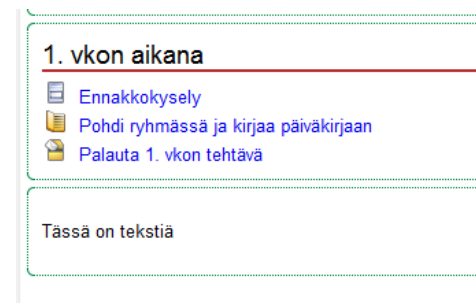 1. vkon aikana
Ennakkokysely
Pohdi ryhmässä ja kirjaa päiväkirjaan
Palauta 1. vkon tehtävä
Tässä on tekstiä